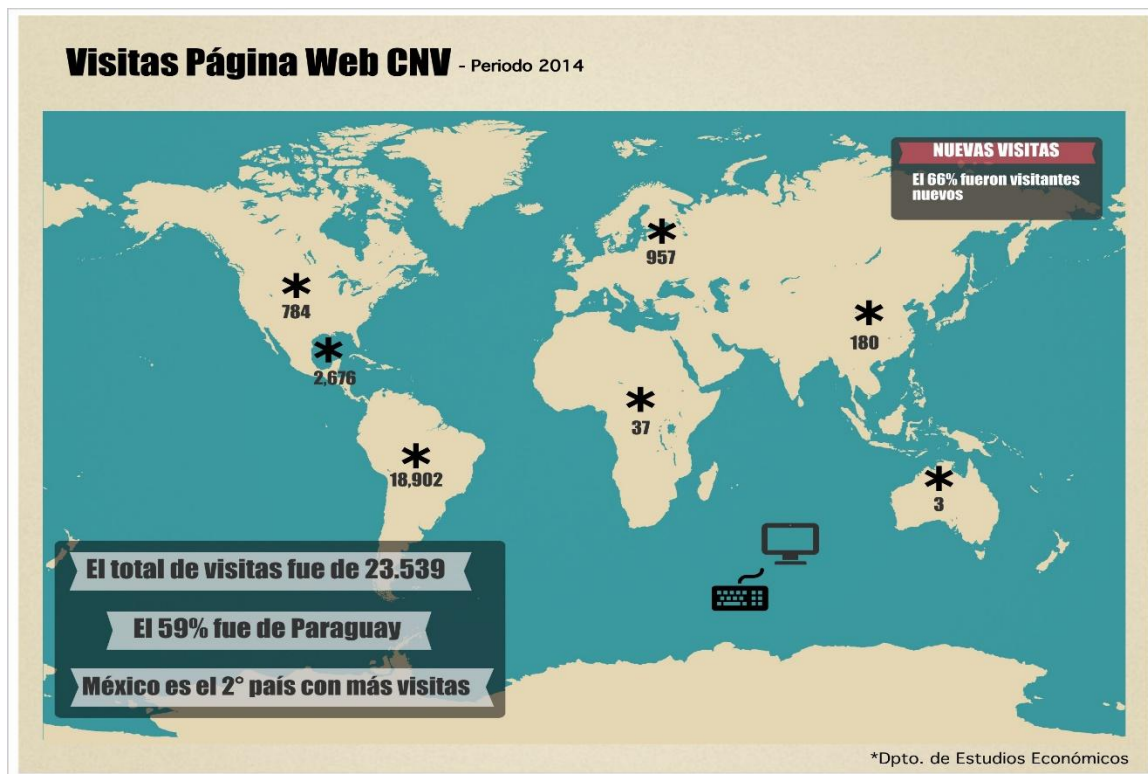 Visitas Página Web CNV - Periodo 2014
NUEVAS VISITAS
El 66% fueron visitantes
nuevos
957
784
180
2,676
37
18,902
3
El total de visitas fue de 23.539
El 59% fue de Paraguay
México es el 2° país con más visitas
*Dpto. de Estudios Económicos